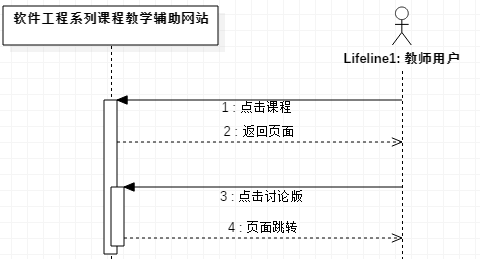 软件工程系列课程教学辅助网站
Lifeline1: 教师用户
1 : 点击课程
2 : 返回页面
3 : 点击讨论版
4 : 页面跳转